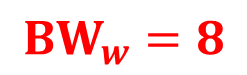 BW_w = 8